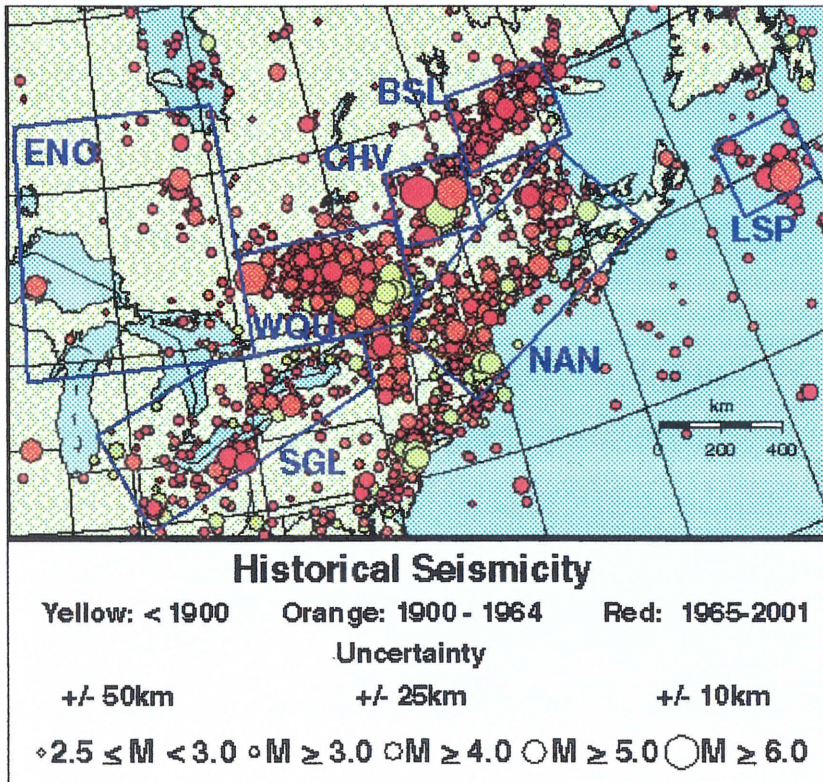 BSL
ENO
CHV
LSP
WQU
NAN
km
0 200 400
SGL
Historical Seismicity
Yellow: < 1900 Orange: 1900 - 1964 Red: 1965-2001
Uncertainty
+/- 50km +/- 25km +/- 10km
2.5 ≤ M < 3.0 M ≥ 3.0 M ≥ 4.0 M ≥ 5.0 M ≥ 6.0